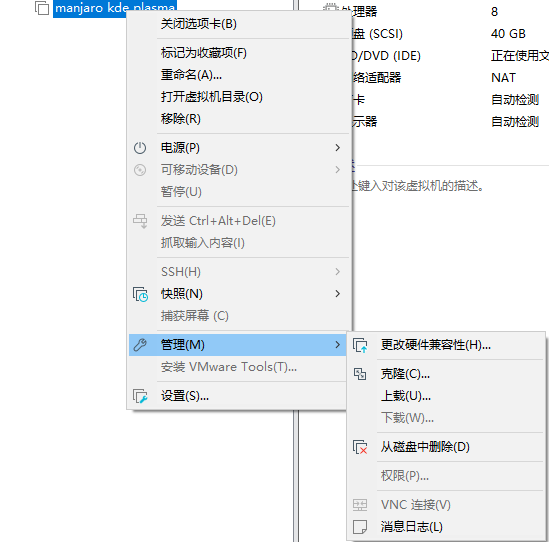 manjaro kde plasma
关闭选项卡(B)
标记为收藏项(F)
重命名(A)...
打开虚拟机目录(O)
移除(R)
电源(P)
可移动设备(D)
暂停(U)
发送 Ctrl+Alt+Del(E)
抓取输入内容(I)
SSH(H)
快照(N)
捕获屏幕 (C)
管理(M)
安装 VMware Tools(T)...
设置(S)...
处理器 8
盘 (SCSI) 40 GB
D/DVD (IDE) 正在使用文
络适配器 NAT
卡 自动检测
示器 自动检测
处键入对该虚拟机的描述。
更改硬件兼容性(H)...
克隆(C)...
上载(U)...
下载(W)...
从磁盘中删除(D)
权限(P)...
VNC 连接(V)
消息日志(L)